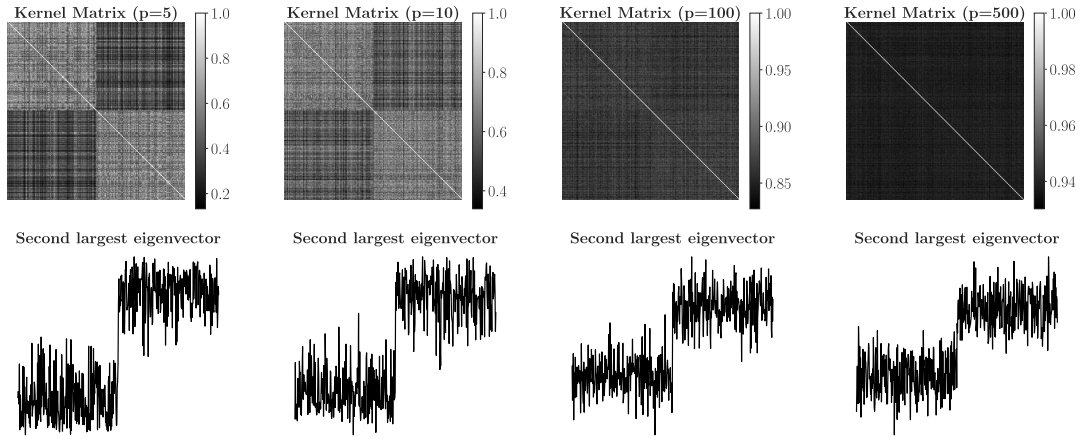 Kernel Matrix (p=5)
1.0
0.8
0.6
0.4
0.2
Kernel Matrix (p=10)
1.0
0.8
0.6
0.4
Kernel Matrix (p=100)
1.00
0.95
0.90
0.85
Kernel Matrix (p=500)
1.00
0.98
0.96
0.94
Second largest eigenvector
Second largest eigenvector
Second largest eigenvector
Second largest eigenvector